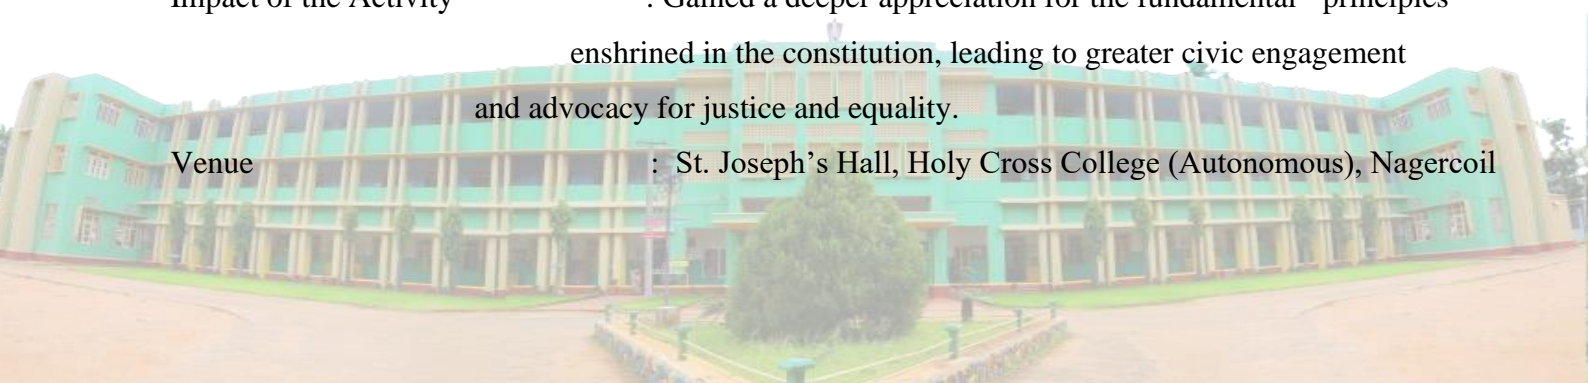 Impact of the Activity : Gained a deeper appreciation for the fundamental principles
enshrined in the constitution, leading to greater civic engagement
and advocacy for justice and equality.
Venue : St. Joseph’s Hall, Holy Cross College (Autonomous), Nagercoil